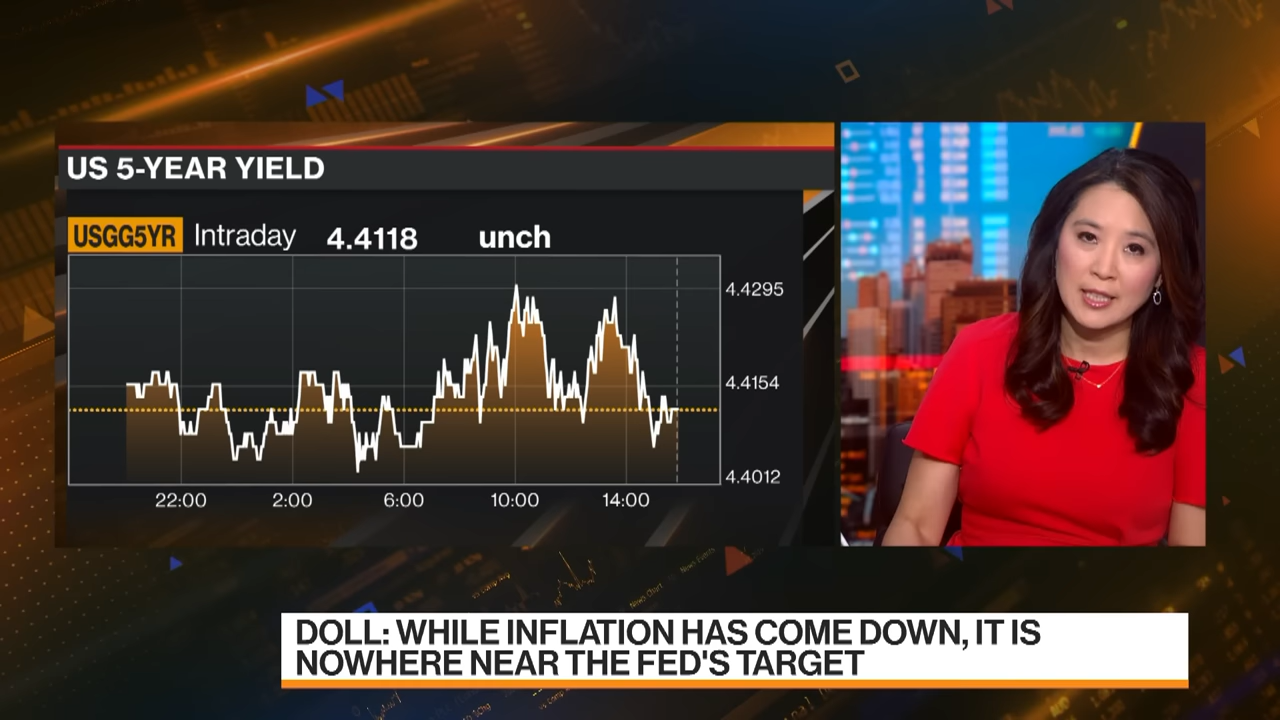 US 5-YEAR YIELD
USGG5YR Intraday 4.4118 unch
4.4295
4.4154
4.4012
22:00 2:00 6:00 10:00 14:00
DOLL: WHILE INFLATION HAS COME DOWN, IT IS
NOWHERE NEAR THE FED'S TARGET